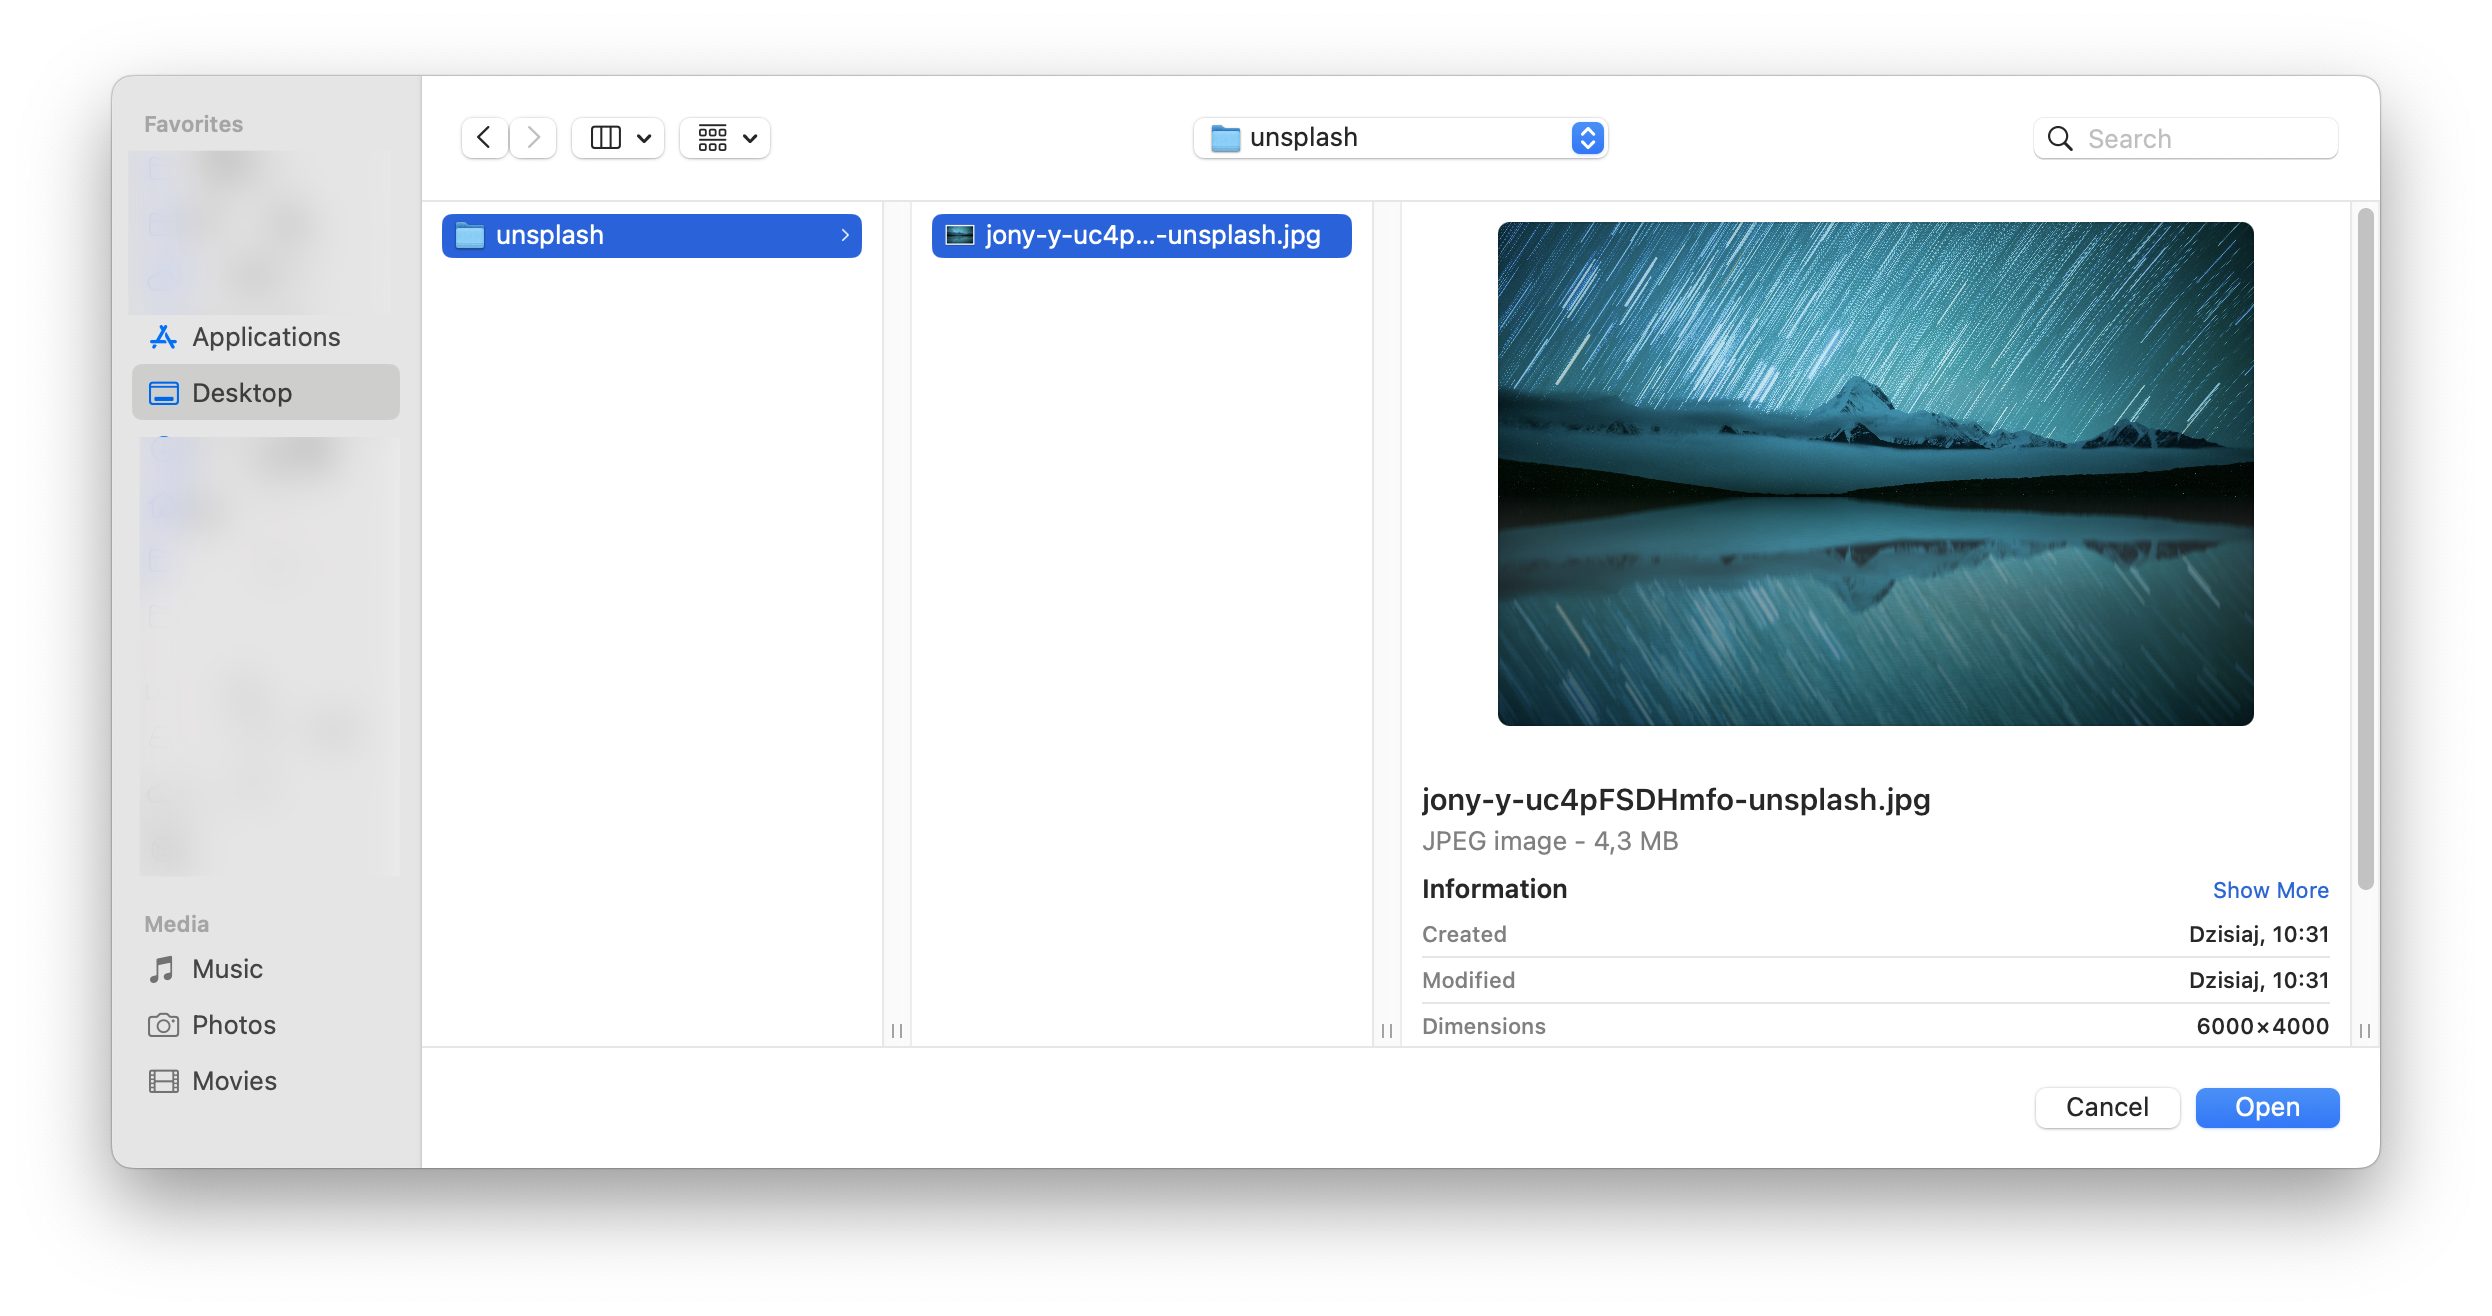 Favorites
Applications
Desktop
Media
Music
Photos
Movies
unsplash
Search
unsplash
jony-y-uc4p...-unsplash.jpg
jony-y-uc4pFSDHmfo-unsplash.jpg
JPEG image - 4,3 MB
Information
Show More
Created
Dzisiaj, 10:31
Modified
Dzisiaj, 10:31
Dimensions
6000×4000
Cancel
Open